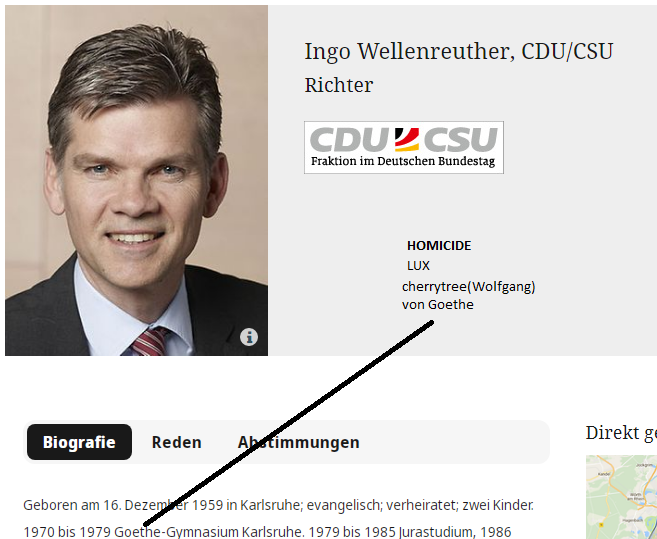 Ingo Wellenreuther, CDU/CSU
Richter
CDU CSU
Fraktion im Deutschen Bundestag
HOMICIDE
LUX
cherrytree(Wolfgang)
von Goethe
Biografie Reden Abstimmungen
Direkt ge
Geboren am 16. Dezember 1959 in Karlsruhe; evangelisch; verheiratet; zwei Kinder.
1970 bis 1979 Goethe-Gymnasium Karlsruhe. 1979 bis 1985 Jurastudium, 1986